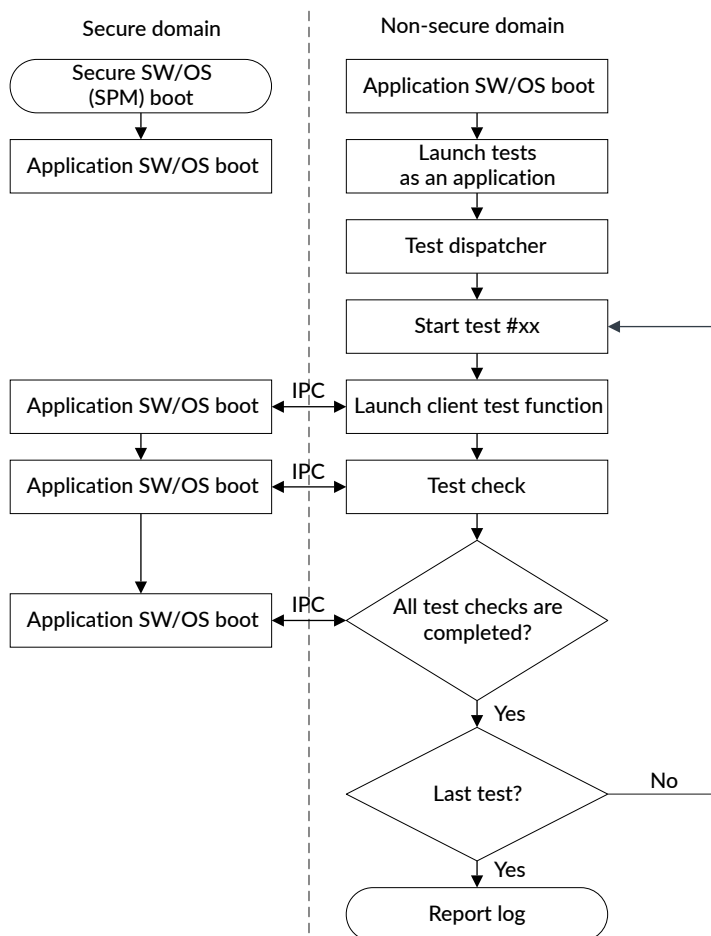 Secure domain
Non-secure domain
Secure SW/OS
(SPM) boot
Application SW/OS boot
Application SW/OS boot
Launch tests
as an application
Test dispatcher
Start test #xx
Application SW/OS boot
IPC
Launch client test function
Application SW/OS boot
IPC
Test check
Application SW/OS boot
IPC
All test checks are
completed?
Yes
Last test?
No
Yes
Report log